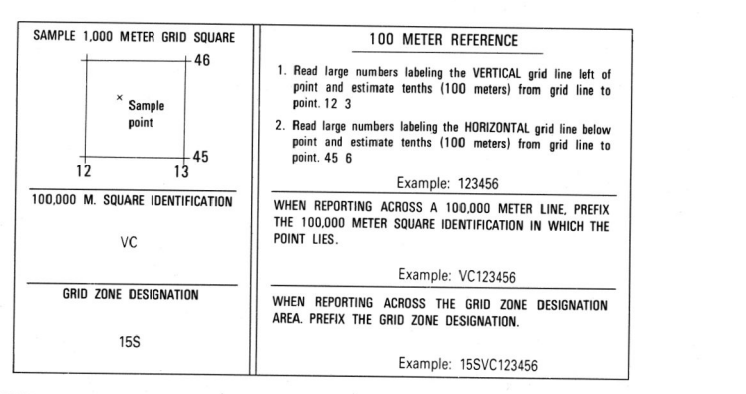 SAMPLE 1,000 METER GRID SQUARE
46
× Sample
point
45
12
13
100,000 M. SQUARE IDENTIFICATION
VC
GRID ZONE DESIGNATION
15S
100 METER REFERENCE
1. Read large numbers labeling the VERTICAL grid line left of
point and estimate tenths (100 meters) from grid line to
point. 12 3
2. Read large numbers labeling the HORIZONTAL grid line below
point and estimate tenths (100 meters) from grid line to
point. 45 6
Example: 123456
WHEN REPORTING ACROSS A 100,000 METER LINE, PREFIX
THE 100,000 METER SQUARE IDENTIFICATION IN WHICH THE
POINT LIES.
Example: VC123456
WHEN REPORTING ACROSS THE GRID ZONE DESIGNATION
AREA. PREFIX THE GRID ZONE DESIGNATION.
Example: 15SVC123456